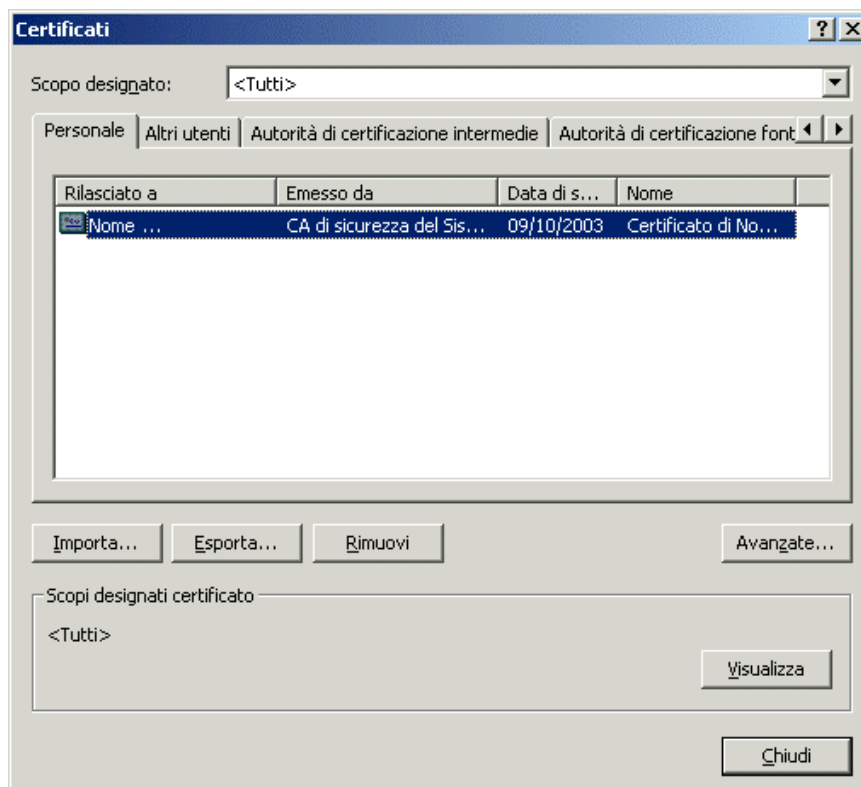 Certificati
Scopo designato: <Tutti>
Personale Altri utenti Autorità di certificazione intermedie Autorità di certificazione font
Rilasciato a Emesso da Data di s... Nome
Nome ... CA di sicurezza del Sis... 09/10/2003 Certificato di No...
Importa... Esporta... Rimuovi Avanzate...
Scopi designati certificato
<Tutti>
Visualizza
Chiudi